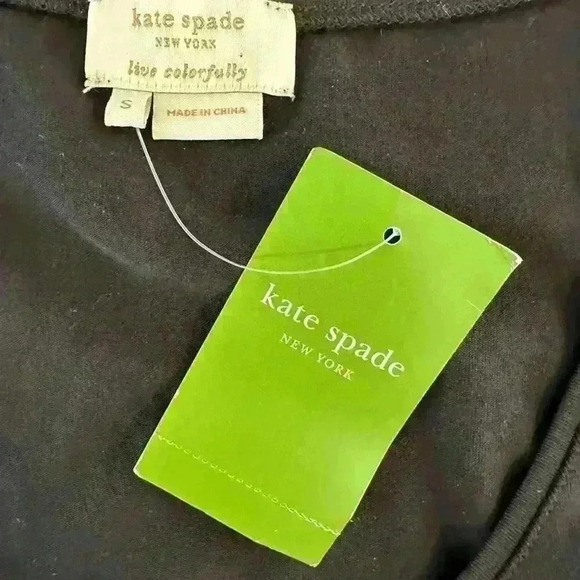 kate spade
NEW YORK
live colorfully
S
MADE IN CHINA
kate spade
NEW YORK